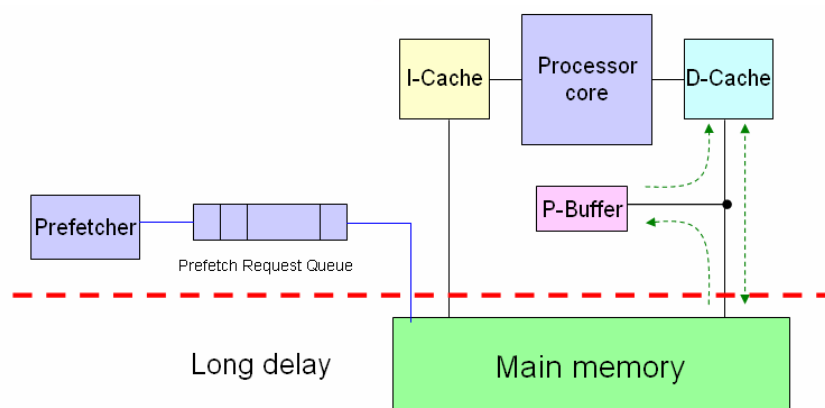 I-Cache
Processor
core
D-Cache
P-Buffer
Prefetcher
Prefetch Request Queue
Long delay
Main memory